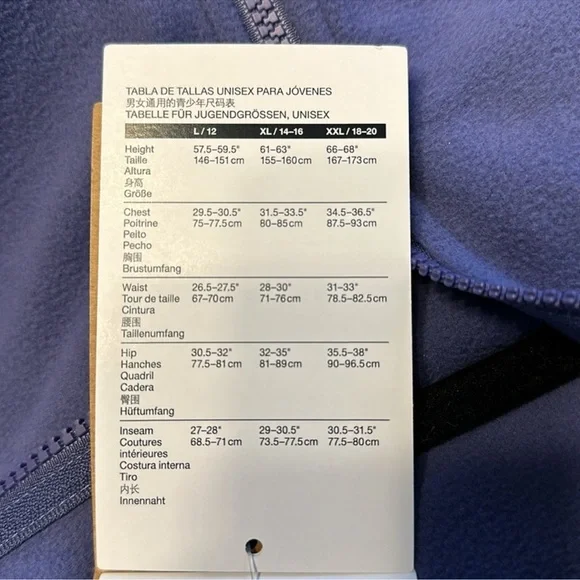 TABLA DE TALLAS UNISEX PARA JÓVENES
男女通用的青少年尺码表
TABELLE FÜR JUGENDGRÖSSEN, UNISEX
L / 12 XL / 14–16 XXL / 18–20
Height 57.5–59.5" 61–63" 66–68"
Taille 146–151 cm 155–160 cm 167–173 cm
Altura
身高
Größe
Chest 29.5–30.5" 31.5–33.5" 34.5–36.5"
Poitrine 75–77.5 cm 80–85 cm 87.5–93 cm
Peito
Pecho
胸围
Brustumfang
Waist 26.5–27.5" 28–30" 31–33"
Tour de taille 67–70 cm 71–76 cm 78.5–82.5 cm
Cintura
腰围
Taillenumfang
Hip 30.5–32" 32–35" 35.5–38"
Hanches 77.5–81 cm 81–89 cm 90–96.5 cm
Quadril
Cadera
臀围
Hüftumfang
Inseam 27–28" 29–30.5" 30.5–31.5"
Coutures 68.5–71 cm 73.5–77.5 cm 77.5–80 cm
intérieures
Costura interna
Tiro
内长
Innennaht